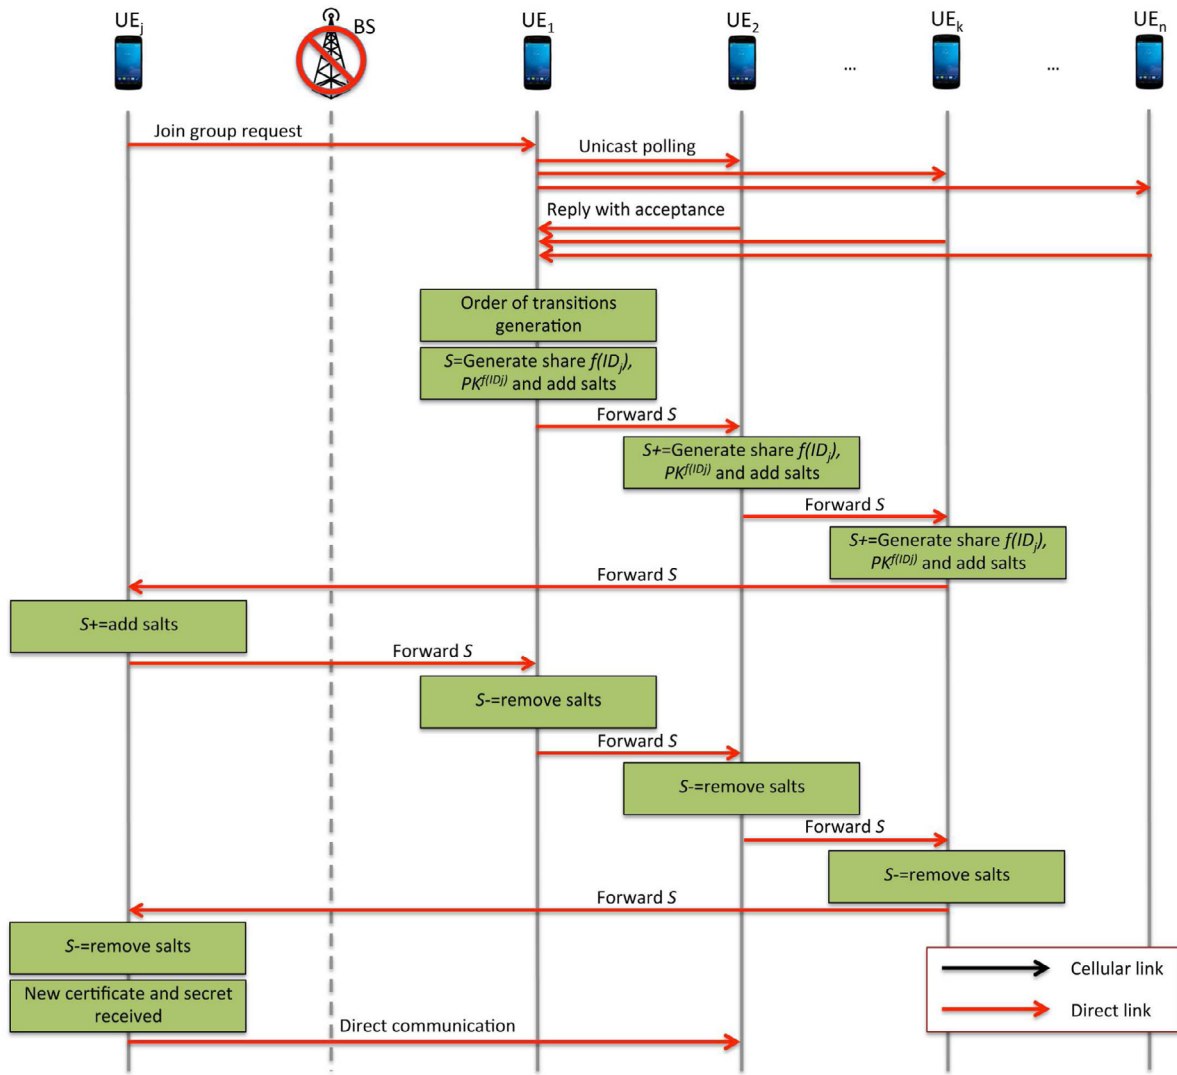 UEj BS UE1 UE2 UEk UEn
... ...
Join group request
Unicast polling
Reply with acceptance
Order of transitions
generation
S=Generate share f(IDj),
PK^f(IDj) and add salts
Forward S
S+=Generate share f(IDj),
PK^f(IDj) and add salts
Forward S
S+=Generate share f(IDj),
PK^f(IDj) and add salts
Forward S
S+=add salts
Forward S
S-=remove salts
Forward S
S-=remove salts
Forward S
S-=remove salts
Forward S
S-=remove salts
New certificate and secret
received
Direct communication
Cellular link
Direct link